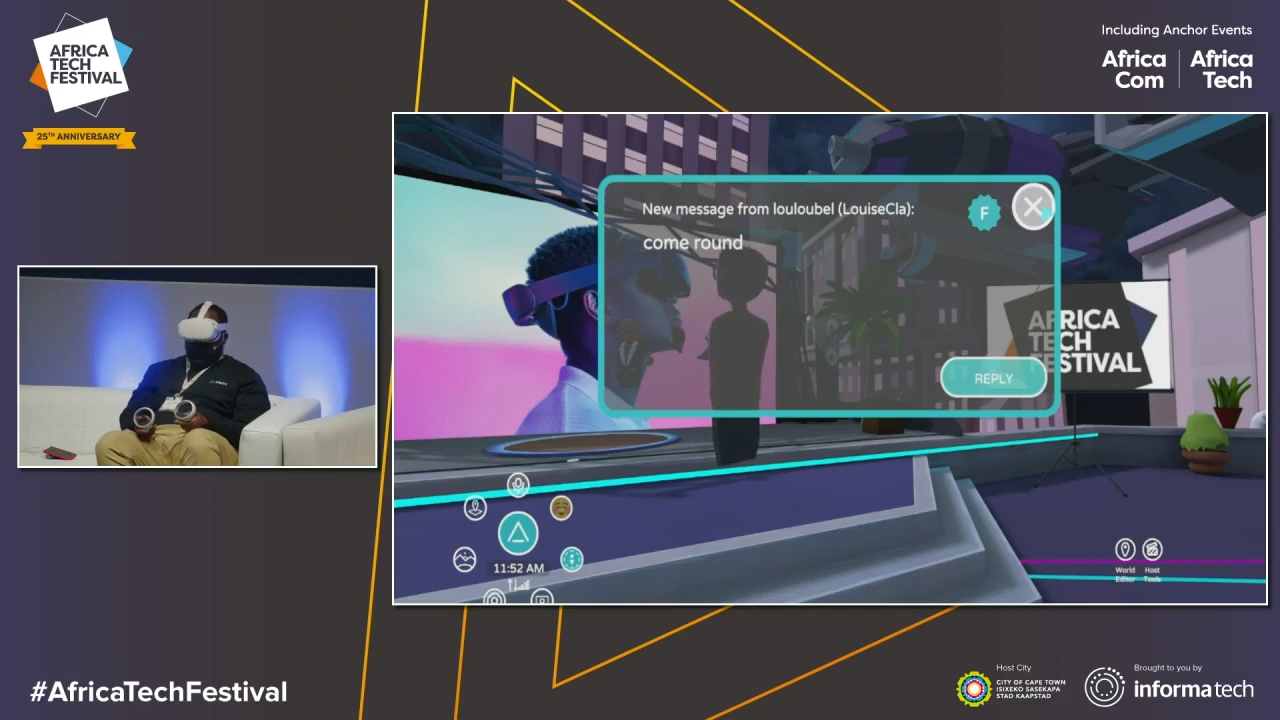 AFRICA
TECH
FESTIVAL
25TH ANNIVERSARY
Including Anchor Events
Africa
Com
Africa
Tech
New message from louloubel (LouiseCla):
F
come round
REPLY
AFRICA
TECH
FESTIVAL
11:52 AM
World
Editor
Host
Tools
#AfricaTechFestival
Host City
CITY OF CAPE TOWN
ISIXEKO SASEKAPA
STAD KAAPSTAD
Brought to you by
informa tech